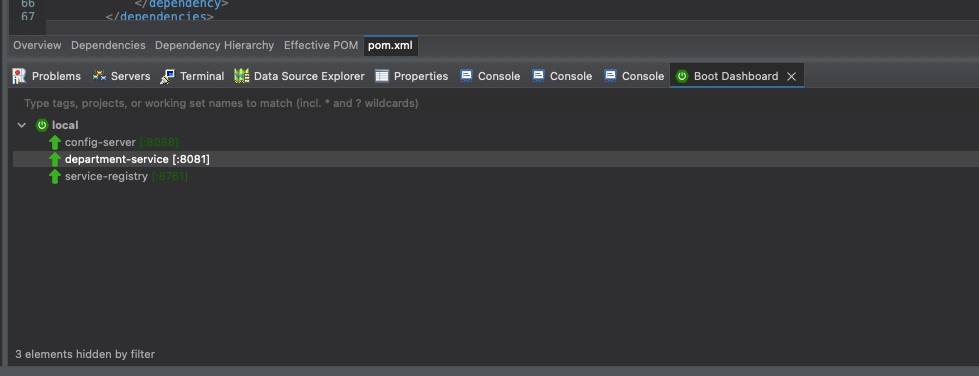 66 </dependency>
67 </dependencies>
Overview Dependencies Dependency Hierarchy Effective POM pom.xml
Problems Servers Terminal Data Source Explorer Properties Console Console Console Boot Dashboard
Type tags, projects, or working set names to match (incl. * and ? wildcards)
local
config-server [:8088]
department-service [:8081]
service-registry [:8761]
3 elements hidden by filter